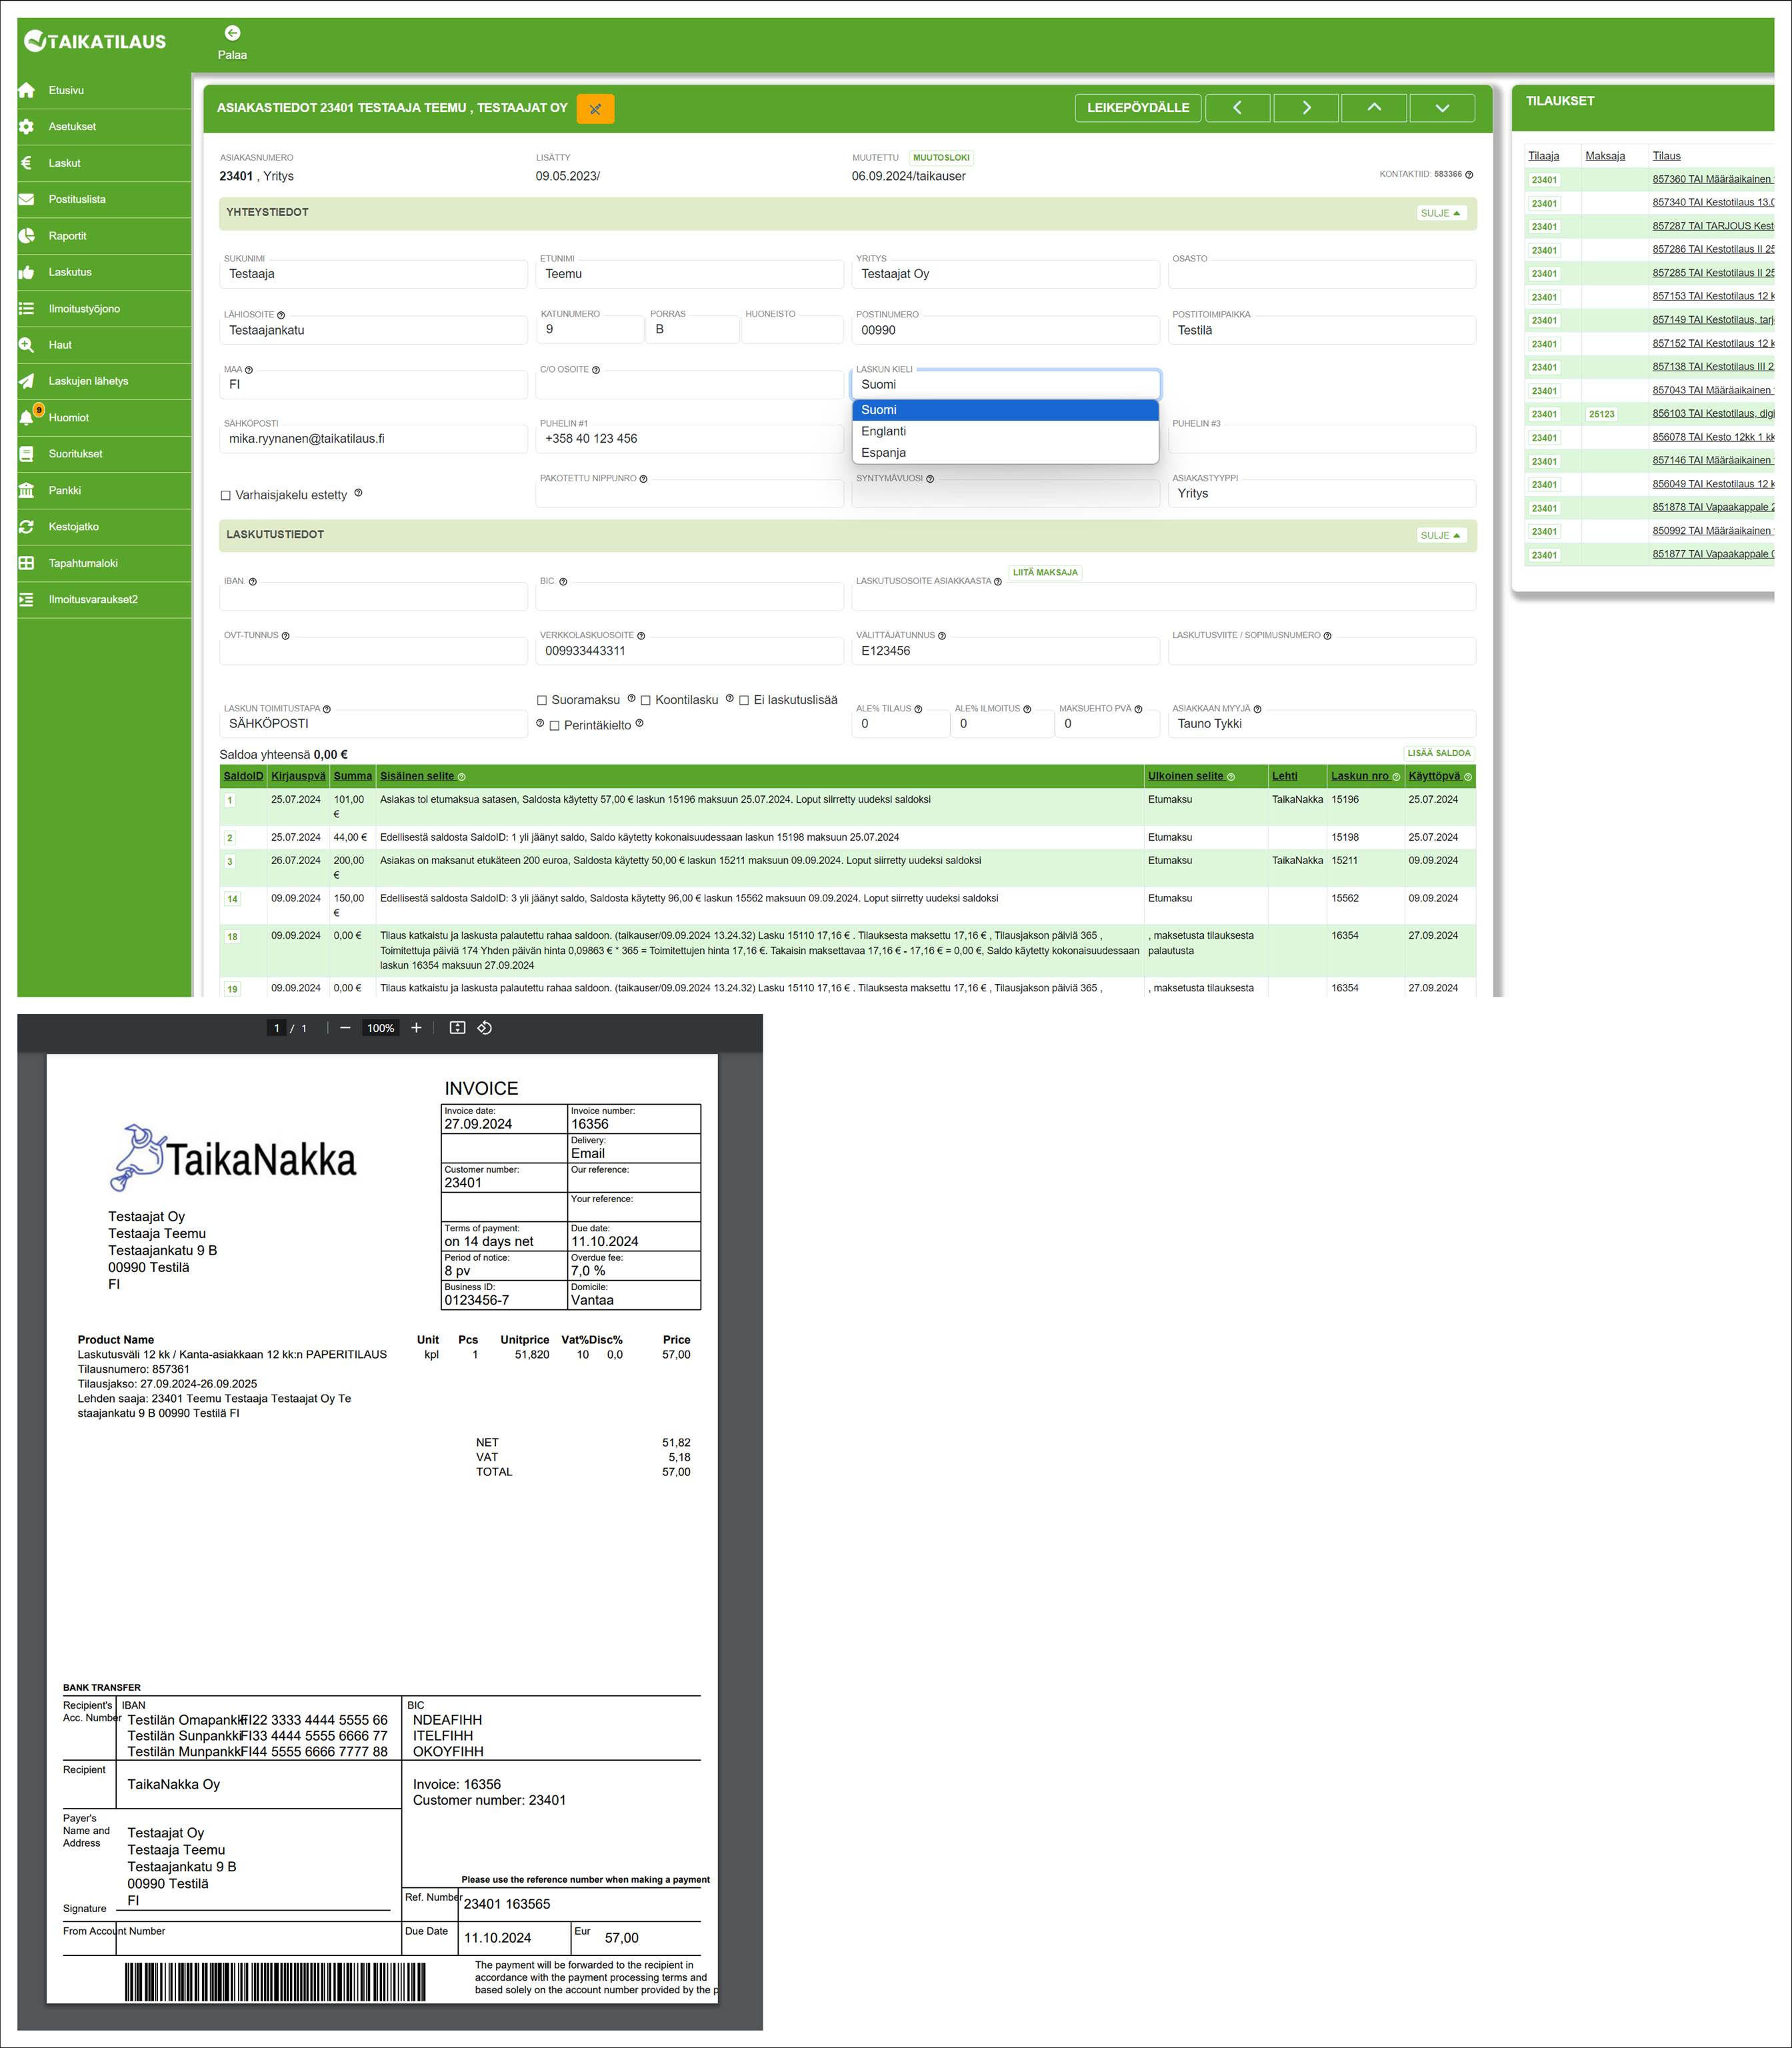 TAIKATILAUS
Palaa
Etusivu
Asetukset
Laskut
Postituslista
Raportit
Laskutus
Ilmoitustyöjono
Haut
Laskujen lähetys
9
Huomiot
Suoritukset
Pankki
Kestojatko
Tapahtumaloki
Ilmoitusvaraukset2
ASIAKASTIEDOT 23401 TESTAAJA TEEMU , TESTAAJAT OY
LEIKEPÖYDÄLLE
ASIAKASNUMERO
23401 , Yritys
LISÄTTY
09.05.2023/
MUUTETTU MUUTOSLOKI
06.09.2024/taikauser
KONTAKTIID: 583366
YHTEYSTIEDOT
SULJE
SUKUNIMI
Testaaja
ETUNIMI
Teemu
YRITYS
Testaajat Oy
OSASTO
LÄHIOSOITE
Testaajankatu
KATUNUMERO
9
PORRAS
B
HUONEISTO
POSTINUMERO
00990
POSTITOIMIPAIKKA
Testilä
MAA
FI
C/O OSOITE
LASKUN KIELI
Suomi
Suomi
Englanti
Espanja
SÄHKÖPOSTI
mika.ryynanen@taikatilaus.fi
PUHELIN #1
+358 40 123 456
PUHELIN #3
Varhaisjakelu estetty
PAKOTETTU NIPPUNRO
SYNTYMÄVUOSI
ASIAKASTYYPPI
Yritys
LASKUTUSTIEDOT
SULJE
IBAN.
BIC.
LASKUTUSOSOITE ASIAKKAASTA
LIITÄ MAKSAJA
OVT-TUNNUS
VERKKOLASKUOSOITE
009933443311
VÄLITTÄJÄTUNNUS
E123456
LASKUTUSVIITE / SOPIMUSNUMERO
LASKUN TOIMITUSTAPA
SÄHKÖPOSTI
Suoramaksu
Koontilasku
Ei laskutuslisää
Perintäkielto
ALE% TILAUS
0
ALE% ILMOITUS
0
MAKSUEHTO PVÄ
0
ASIAKKAAN MYYJÄ
Tauno Tykki
Saldoa yhteensä 0,00 €
LISÄÄ SALDOA
SaldoID Kirjauspvä Summa Sisäinen selite Ulkoinen selite Lehti Laskun nro Käyttöpvä
1 25.07.2024 101,00 € Asiakas toi etumaksua satasen, Saldosta käytetty 57,00 € laskun 15196 maksuun 25.07.2024. Loput siirretty uudeksi saldoksi Etumaksu TaikaNakka 15196 25.07.2024
2 25.07.2024 44,00 € Edellisestä saldosta SaldoID: 1 yli jäänyt saldo, Saldo käytetty kokonaisuudessaan laskun 15198 maksuun 25.07.2024 Etumaksu 15198 25.07.2024
3 26.07.2024 200,00 € Asiakas on maksanut etukäteen 200 euroa, Saldosta käytetty 50,00 € laskun 15211 maksuun 09.09.2024. Loput siirretty uudeksi saldoksi Etumaksu TaikaNakka 15211 09.09.2024
14 09.09.2024 150,00 € Edellisestä saldosta SaldoID: 3 yli jäänyt saldo, Saldosta käytetty 96,00 € laskun 15562 maksuun 09.09.2024. Loput siirretty uudeksi saldoksi Etumaksu 15562 09.09.2024
18 09.09.2024 0,00 € Tilaus katkaistu ja laskusta palautettu rahaa saldoon. (taikauser/09.09.2024 13.24.32) Lasku 15110 17,16 € . Tilauksesta maksettu 17,16 € , Tilausjakson päiviä 365 , , maksetusta tilauksesta 16354 27.09.2024
Toimitettuja päiviä 174 Yhden päivän hinta 0,09863 € * 365 = Toimitettujen hinta 17,16 €. Takaisin maksettavaa 17,16 € - 17,16 € = 0,00 €, Saldo käytetty kokonaisuudessaan palautusta
laskun 16354 maksuun 27.09.2024
19 09.09.2024 0,00 € Tilaus katkaistu ja laskusta palautettu rahaa saldoon. (taikauser/09.09.2024 13.24.32) Lasku 15110 17,16 € . Tilauksesta maksettu 17,16 € , Tilausjakson päiviä 365 , , maksetusta tilauksesta 16354 27.09.2024
TILAUKSET
Tilaaja Maksaja Tilaus
23401 857360 TAI Määräaikainen
23401 857340 TAI Kestotilaus 13.0
23401 857287 TAI TARJOUS Kest
23401 857286 TAI Kestotilaus II 25
23401 857285 TAI Kestotilaus II 25
23401 857153 TAI Kestotilaus 12 k
23401 857149 TAI Kestotilaus, tarj
23401 857152 TAI Kestotilaus 12 k
23401 857138 TAI Kestotilaus III 2
23401 857043 TAI Määräaikainen
23401 25123 856103 TAI Kestotilaus, digi
23401 856078 TAI Kesto 12kk 1 kk
23401 857146 TAI Määräaikainen
23401 856049 TAI Kestotilaus 12 k
23401 851878 TAI Vapaakappale 2
23401 850992 TAI Määräaikainen
23401 851877 TAI Vapaakappale 0
1 / 1 100%
INVOICE
TaikaNakka
Invoice date:
27.09.2024
Invoice number:
16356
Delivery:
Email
Customer number:
23401
Our reference:
Your reference:
Terms of payment:
on 14 days net
Due date:
11.10.2024
Period of notice:
8 pv
Overdue fee:
7,0 %
Business ID:
0123456-7
Domicile:
Vantaa
Testaajat Oy
Testaaja Teemu
Testaajankatu 9 B
00990 Testilä
FI
Product Name Unit Pcs Unitprice Vat% Disc% Price
Laskutusväli 12 kk / Kanta-asiakkaan 12 kk:n PAPERITILAUS kpl 1 51,820 10 0,0 57,00
Tilausnumero: 857361
Tilausjakso: 27.09.2024-26.09.2025
Lehden saaja: 23401 Teemu Testaaja Testaajat Oy Te
staajankatu 9 B 00990 Testilä FI
NET 51,82
VAT 5,18
TOTAL 57,00
BANK TRANSFER
Recipient's
Acc. Number
IBAN
Testilän Omapankki FI22 3333 4444 5555 66
Testilän Sunpankki FI33 4444 5555 6666 77
Testilän Munpankki FI44 5555 6666 7777 88
BIC
NDEAFIHH
ITELFIHH
OKOYFIHH
Recipient
TaikaNakka Oy
Invoice: 16356
Customer number: 23401
Payer's
Name and
Address
Testaajat Oy
Testaaja Teemu
Testaajankatu 9 B
00990 Testilä
FI
Signature
Please use the reference number when making a payment
Ref. Number
23401 163565
From Account Number
Due Date
11.10.2024
Eur
57,00
The payment will be forwarded to the recipient in
accordance with the payment processing terms and
based solely on the account number provided by the p